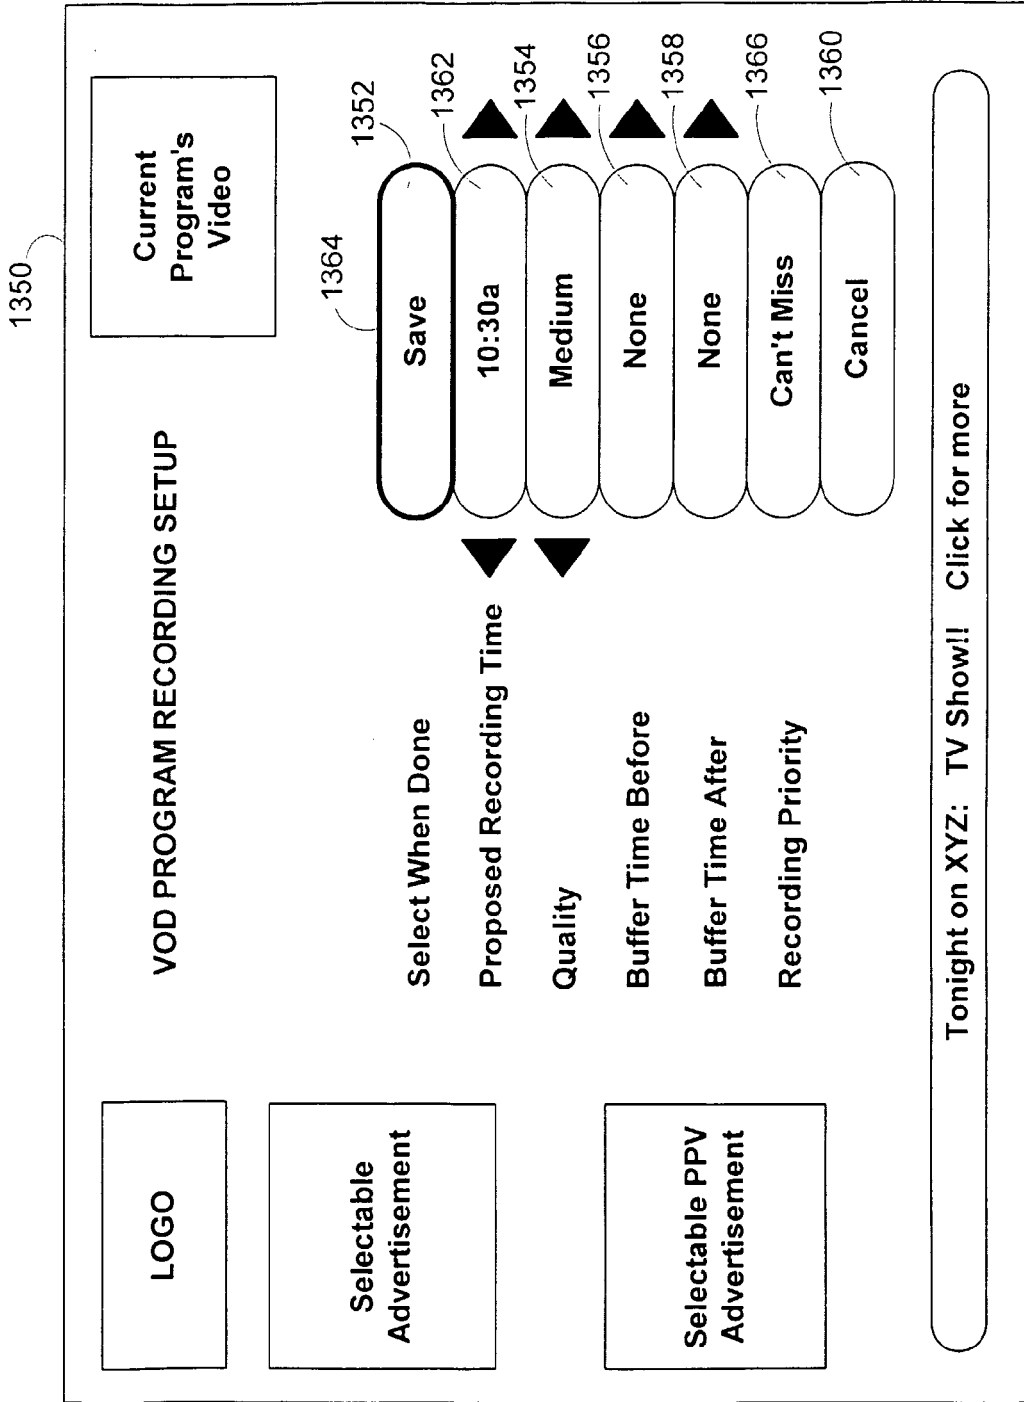 1350
LOGO
VOD PROGRAM RECORDING SETUP
Current
Program's
Video
Selectable
Advertisement
1364
1352
Select When Done
Save
1362
Proposed Recording Time
10:30a
1354
Quality
Medium
1356
Buffer Time Before
None
1358
Buffer Time After
None
1366
Recording Priority
Can't Miss
1360
Cancel
Selectable PPV
Advertisement
Tonight on XYZ: TV Show!! Click for more